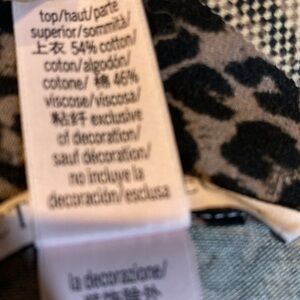 top/haut/parte
superior/sommità/
上衣 54% cotton/
coton/algodón/
cotone/ 棉 46%
viscose/viscosa/
粘纤 exclusive
of decoration/
sauf décoration/
no incluye la
decoración/esclusa
la decorazione/